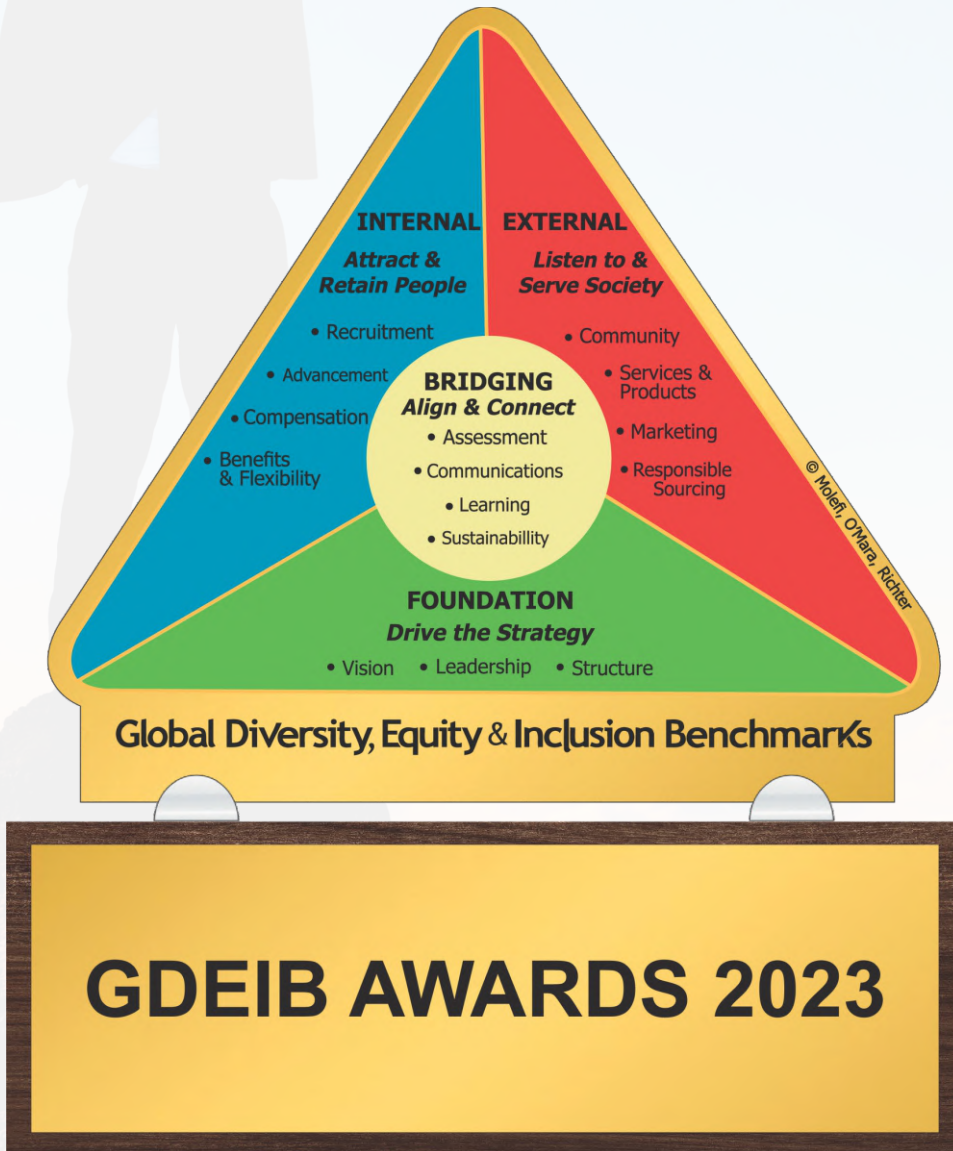 INTERNAL
Attract &
Retain People
• Recruitment
• Advancement
• Compensation
• Benefits
& Flexibility
EXTERNAL
Listen to &
Serve Society
• Community
• Services &
Products
• Marketing
• Responsible
Sourcing
© Molefi, O'Mara, Richter
BRIDGING
Align & Connect
• Assessment
• Communications
• Learning
• Sustainabillity
FOUNDATION
Drive the Strategy
• Vision • Leadership • Structure
Global Diversity, Equity & Inclusion Benchmarks
GDEIB AWARDS 2023